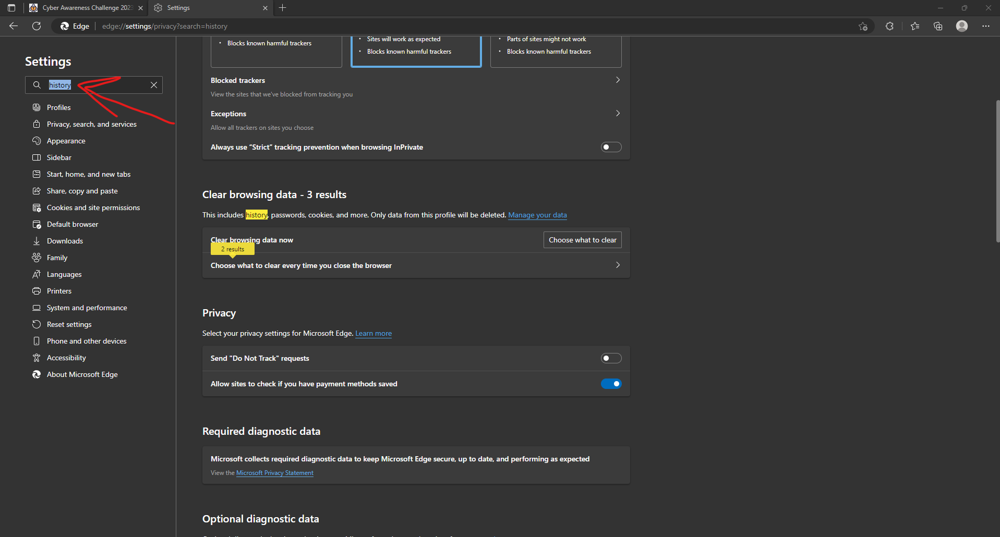 Cyber Awareness Challenge 2023
Settings
Edge
edge://settings/privacy?search=history
Settings
history
Profiles
Privacy, search, and services
Appearance
Sidebar
Start, home, and new tabs
Share, copy and paste
Cookies and site permissions
Default browser
Downloads
Family
Languages
Printers
System and performance
Reset settings
Phone and other devices
Accessibility
About Microsoft Edge
• Blocks known harmful trackers
• Sites will work as expected
• Blocks known harmful trackers
• Parts of sites might not work
• Blocks known harmful trackers
Blocked trackers
View the sites that we've blocked from tracking you
Exceptions
Allow all trackers on sites you choose
Always use “Strict” tracking prevention when browsing InPrivate
Clear browsing data - 3 results
This includes history, passwords, cookies, and more. Only data from this profile will be deleted. Manage your data
Clear browsing data now
Choose what to clear
2 results
Choose what to clear every time you close the browser
Privacy
Select your privacy settings for Microsoft Edge. Learn more
Send "Do Not Track" requests
Allow sites to check if you have payment methods saved
Required diagnostic data
Microsoft collects required diagnostic data to keep Microsoft Edge secure, up to date, and performing as expected
View the Microsoft Privacy Statement
Optional diagnostic data